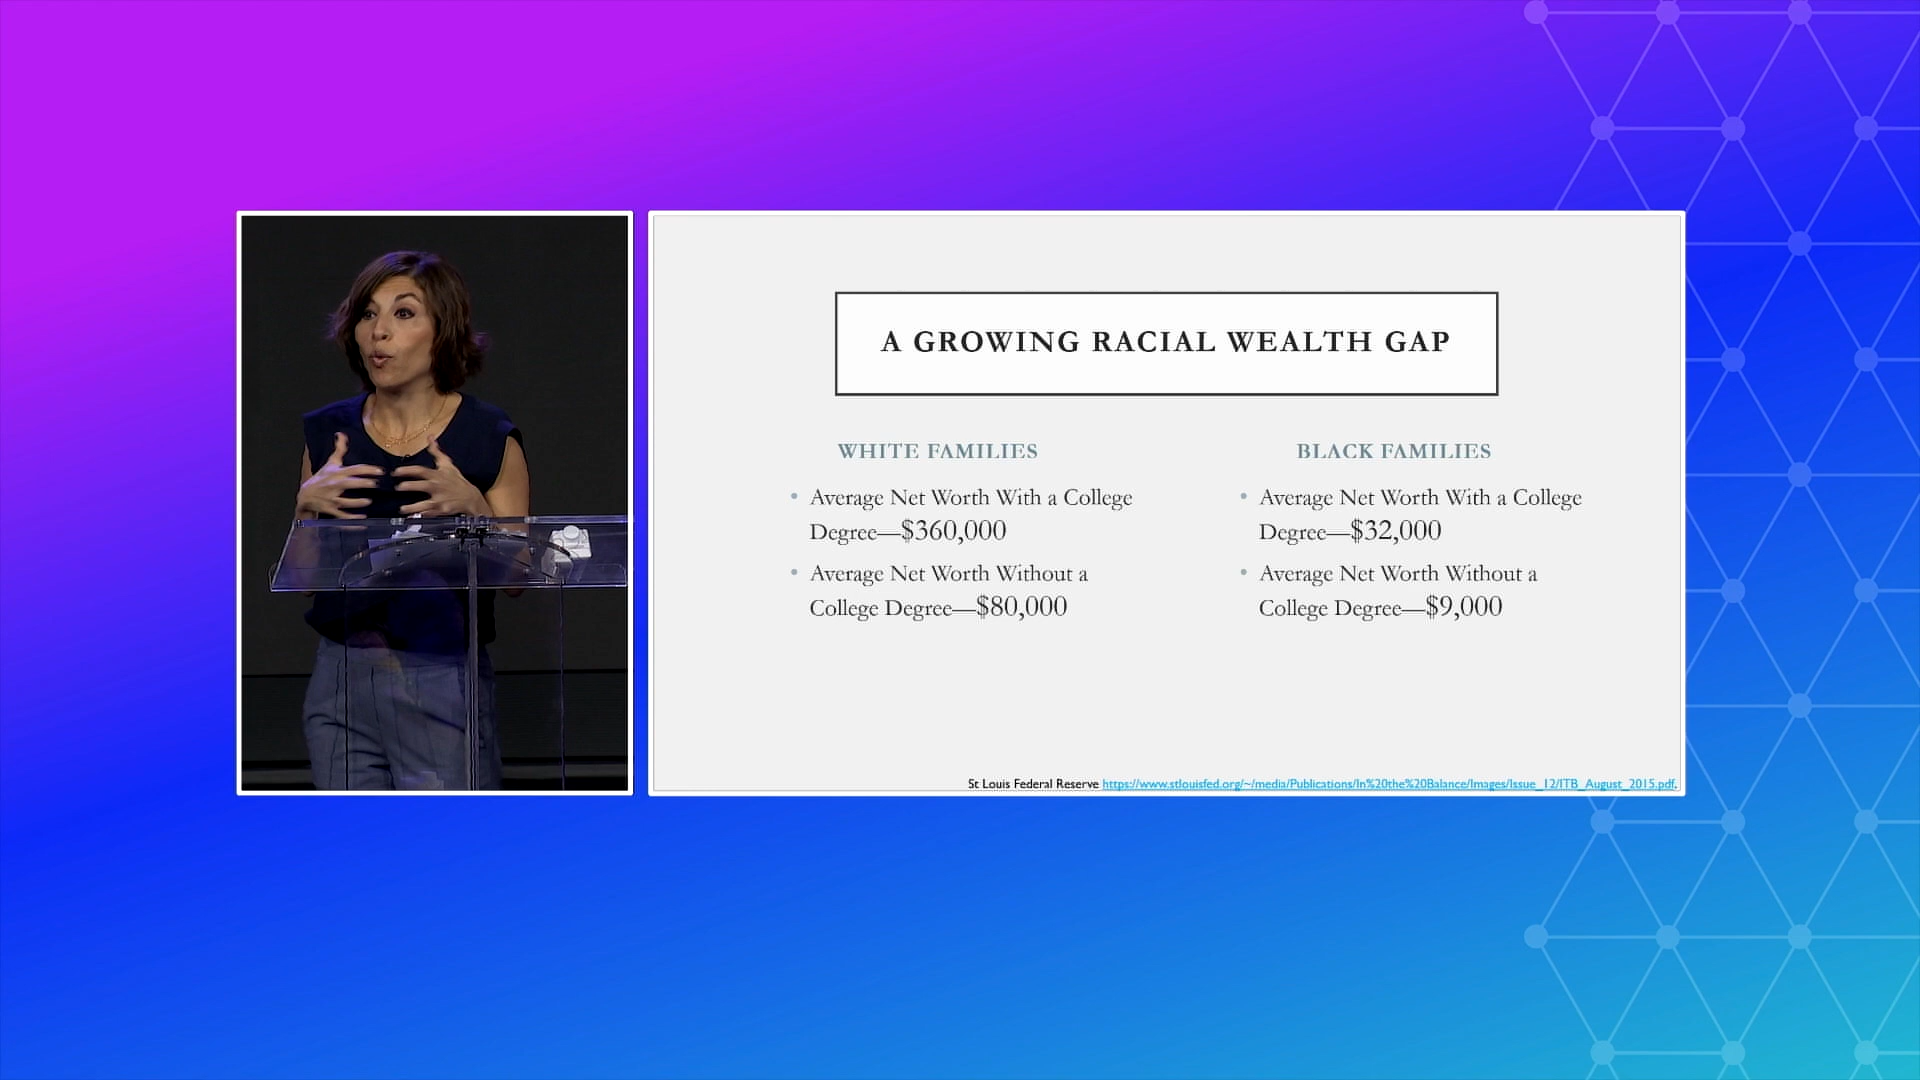 A GROWING RACIAL WEALTH GAP
WHITE FAMILIES
• Average Net Worth With a College
Degree—$360,000
• Average Net Worth Without a
College Degree—$80,000
BLACK FAMILIES
• Average Net Worth With a College
Degree—$32,000
• Average Net Worth Without a
College Degree—$9,000
St Louis Federal Reserve https://www.stlouisfed.org/~/media/Publications/In%20the%20Balance/Images/Issue_12/ITB_August_2015.pdf.